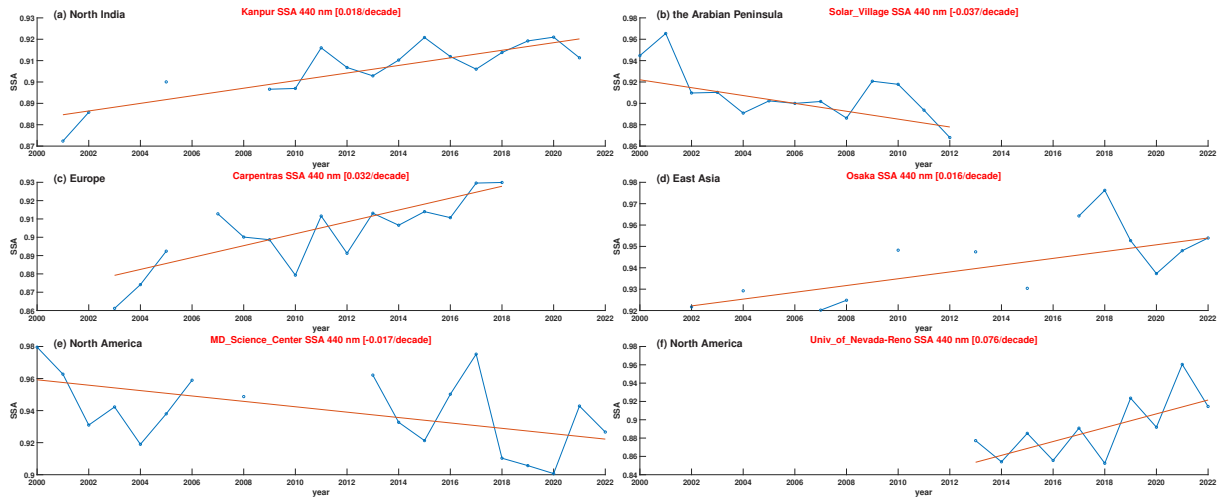 (a) North India
Kanpur SSA 440 nm [0.018/decade]
0.93
0.92
0.91
0.90
0.89
0.88
0.87
SSA
2000 2002 2004 2006 2008 2010 2012 2014 2016 2018 2020 2022
year
(b) the Arabian Peninsula
Solar_Village SSA 440 nm [-0.037/decade]
0.98
0.96
0.94
0.92
0.9
0.88
0.86
SSA
2000 2002 2004 2006 2008 2010 2012 2014 2016 2018 2020 2022
year
(c) Europe
Carpentras SSA 440 nm [0.032/decade]
0.93
0.91
0.9
0.89
0.88
0.86
SSA
2000 2002 2004 2006 2008 2010 2012 2014 2016 2018 2020 2022
year
(d) East Asia
Osaka SSA 440 nm [0.016/decade]
0.98
0.96
0.95
0.94
0.93
0.92
SSA
2000 2002 2004 2006 2008 2010 2012 2014 2016 2018 2020 2022
year
(e) North America
MD_Science_Center SSA 440 nm [-0.017/decade]
0.98
0.96
0.94
0.92
0.9
SSA
2000 2002 2004 2006 2008 2010 2012 2014 2016 2018 2020 2022
year
(f) North America
Univ_of_Nevada-Reno SSA 440 nm [0.076/decade]
0.98
0.96
0.92
0.9
0.88
0.86
0.84
SSA
2000 2002 2004 2006 2008 2010 2012 2014 2016 2018 2020 2022
year